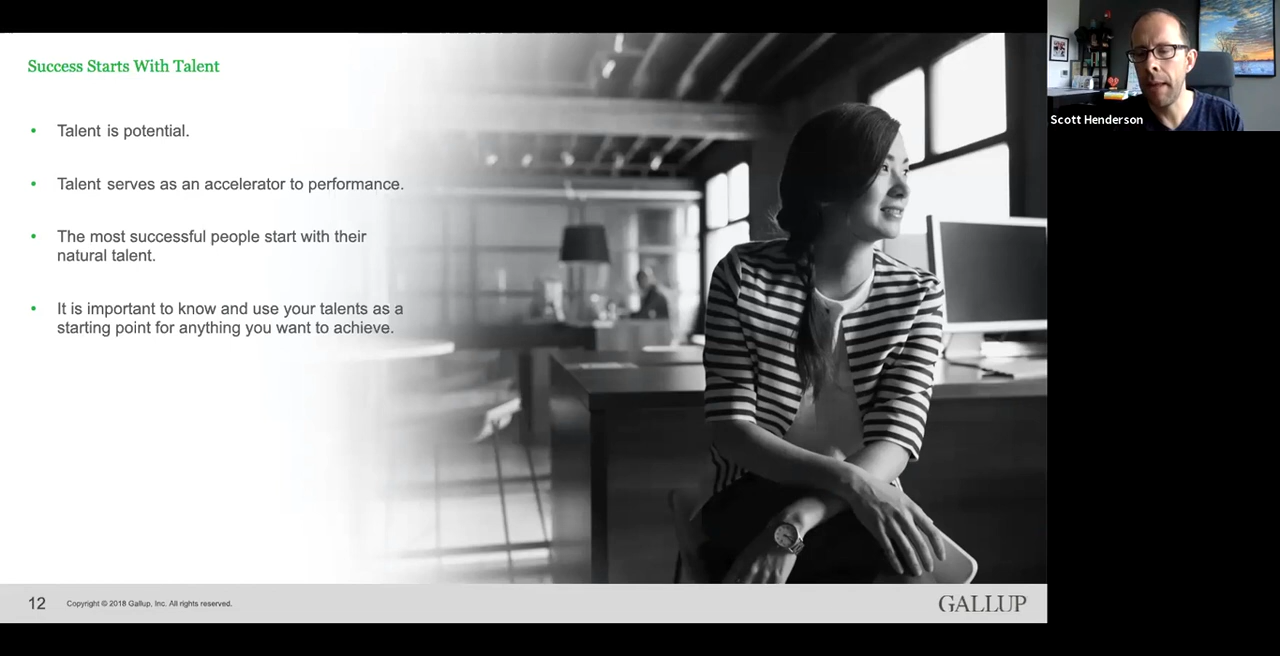 Success Starts With Talent
• Talent is potential.
• Talent serves as an accelerator to performance.
• The most successful people start with their
natural talent.
• It is important to know and use your talents as a
starting point for anything you want to achieve.
12
Copyright © 2018 Gallup, Inc. All rights reserved.
GALLUP
Scott Henderson